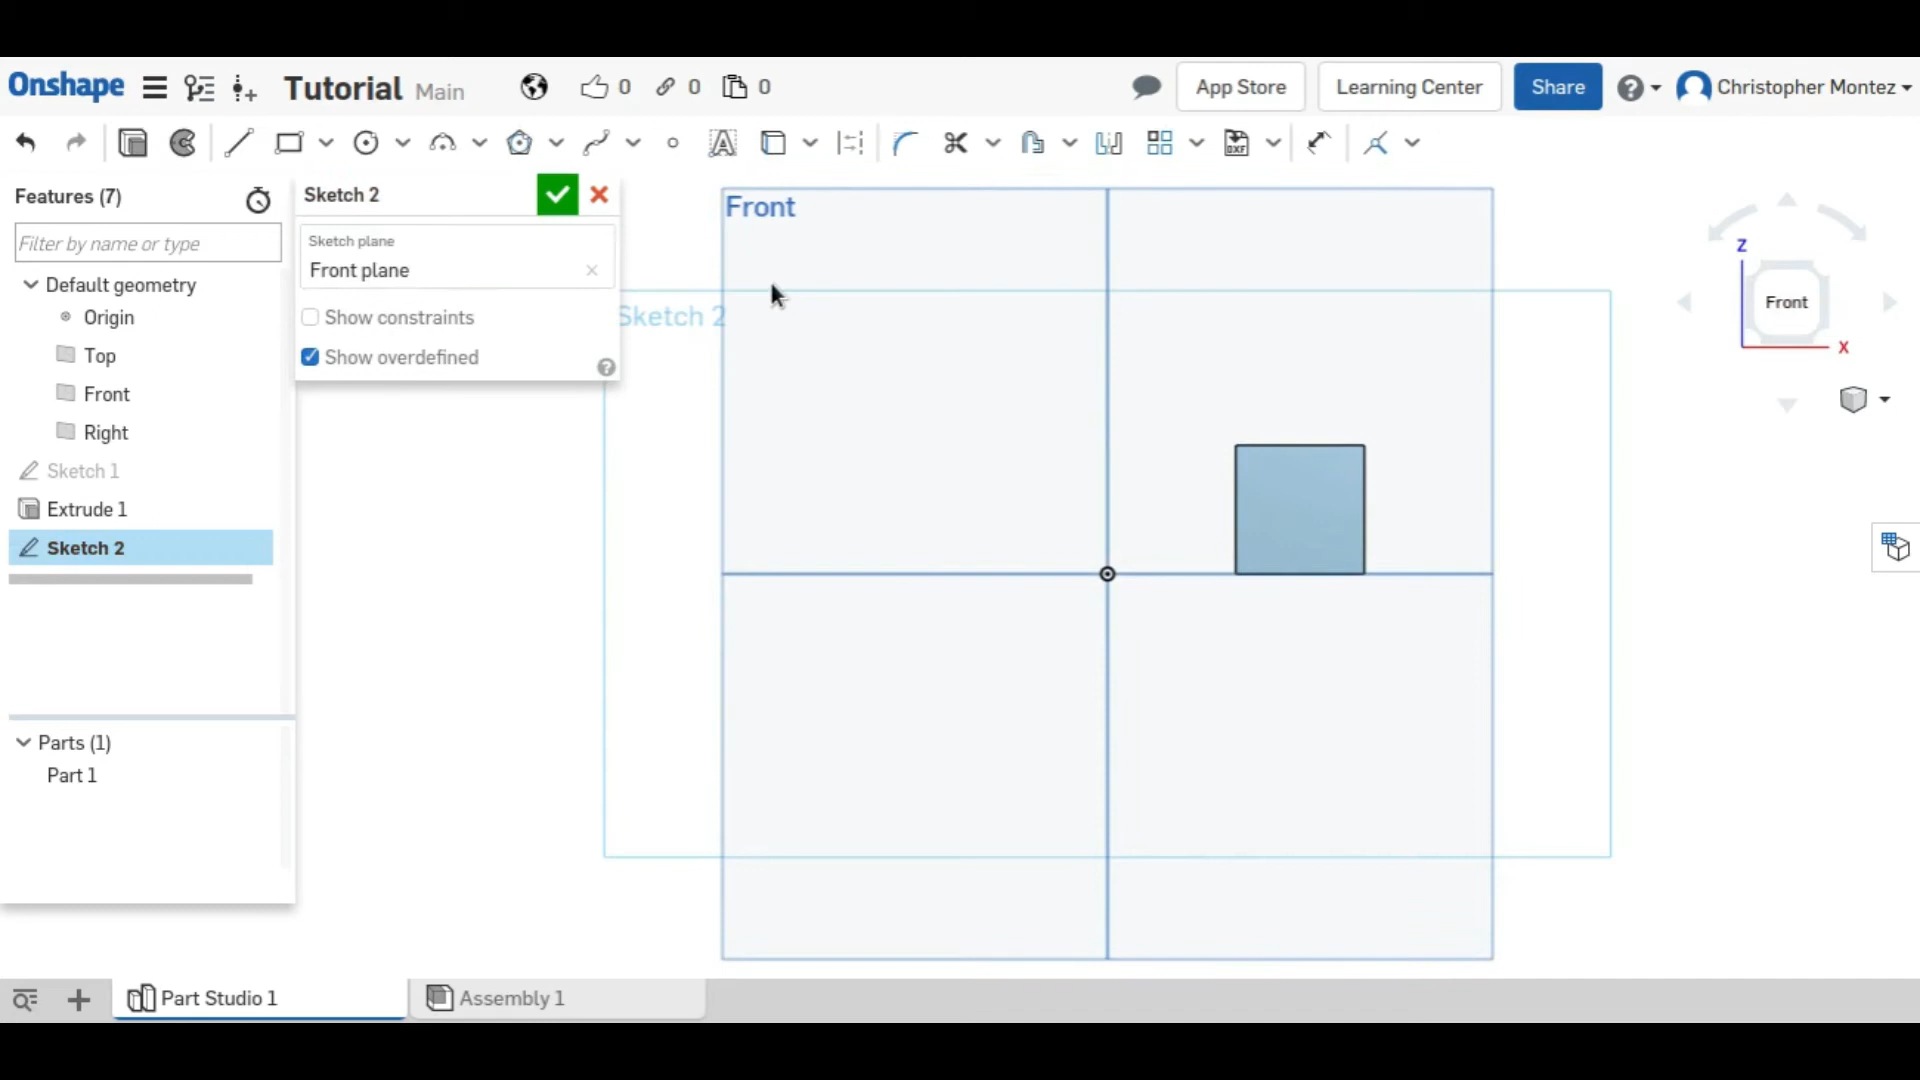 Onshape Tutorial Main 0 0 0 App Store Learning Center Share Christopher Montez
DXF
Features (7)
Filter by name or type
Default geometry
Origin
Top
Front
Right
Sketch 1
Extrude 1
Sketch 2
Parts (1)
Part 1
Sketch 2
Sketch plane
Front plane
Show constraints
Show overdefined
Front
Sketch 2
Z
Front
X
Part Studio 1 Assembly 1